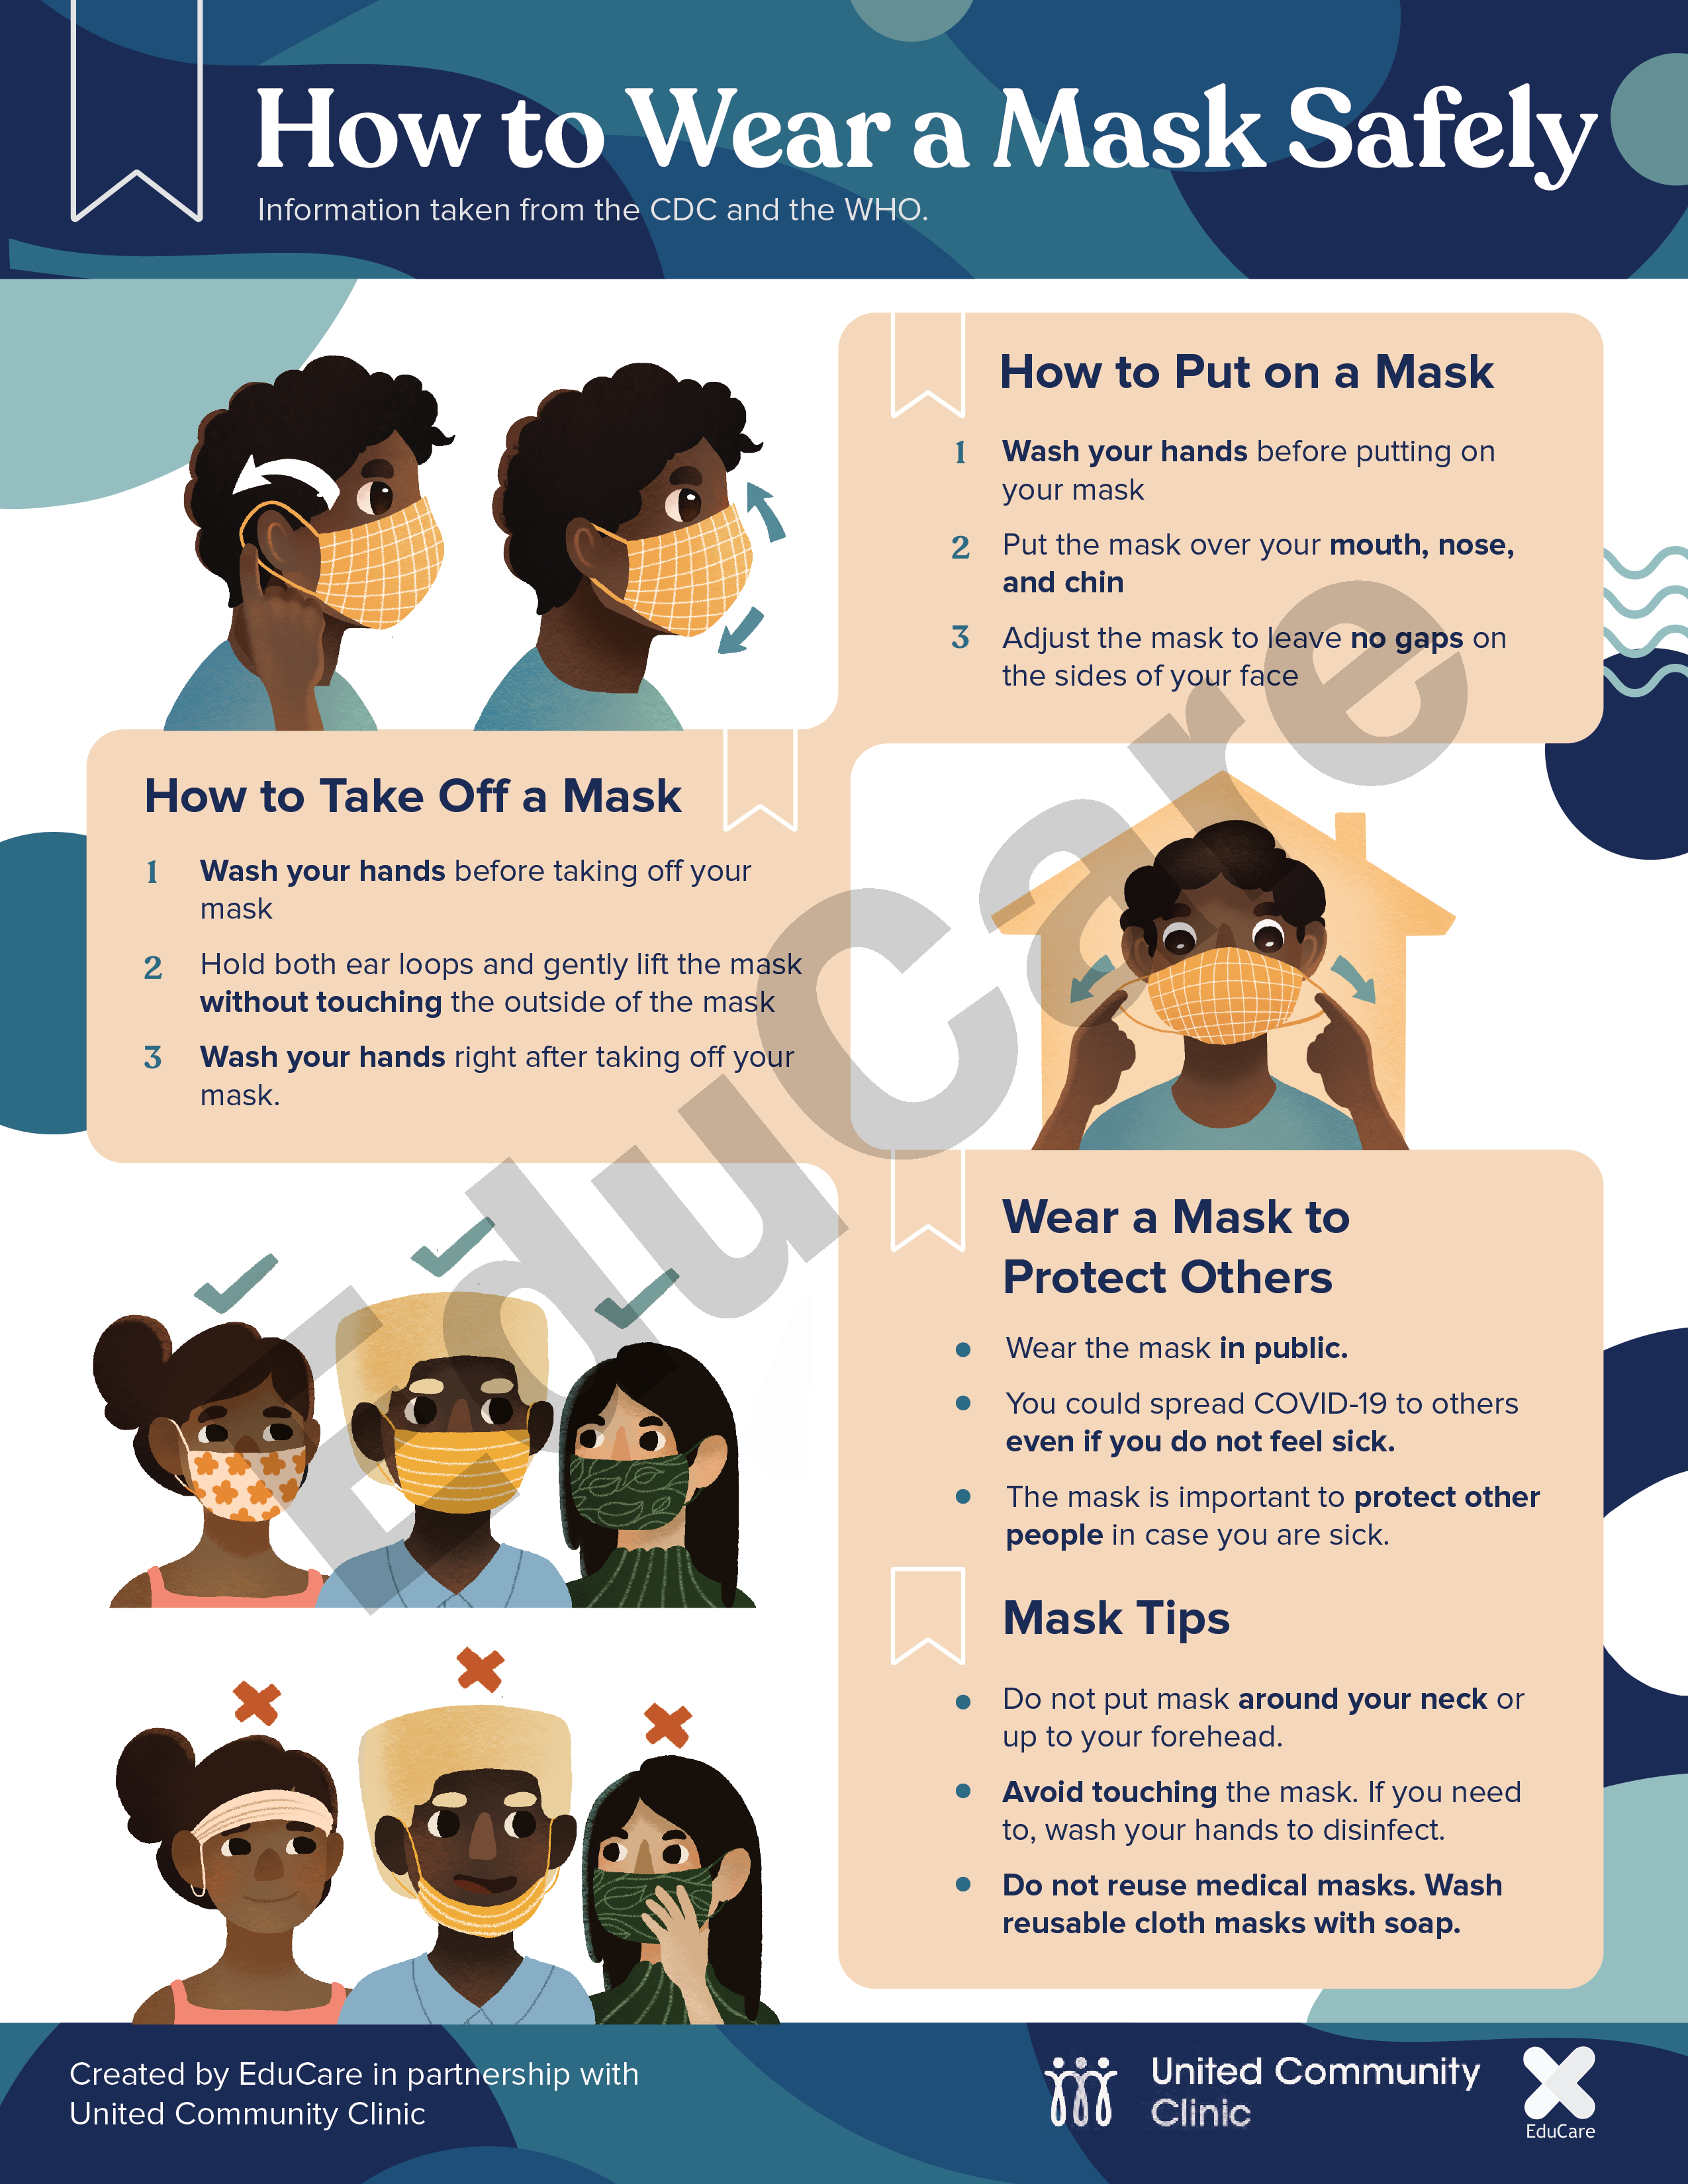 How to Wear a Mask Safely
Information taken from the CDC and the WHO.
How to Put on a Mask
1 Wash your hands before putting on
your mask
2 Put the mask over your mouth, nose,
and chin
3 Adjust the mask to leave no gaps on
the sides of your face
How to Take Off a Mask
1 Wash your hands before taking off your
mask
2 Hold both ear loops and gently lift the mask
without touching the outside of the mask
3 Wash your hands right after taking off your
mask.
Wear a Mask to
Protect Others
Wear the mask in public.
You could spread COVID-19 to others
even if you do not feel sick.
The mask is important to protect other
people in case you are sick.
Mask Tips
Do not put mask around your neck or
up to your forehead.
Avoid touching the mask. If you need
to, wash your hands to disinfect.
Do not reuse medical masks. Wash
reusable cloth masks with soap.
EduCare
Created by EduCare in partnership with
United Community Clinic
United Community
Clinic
EduCare